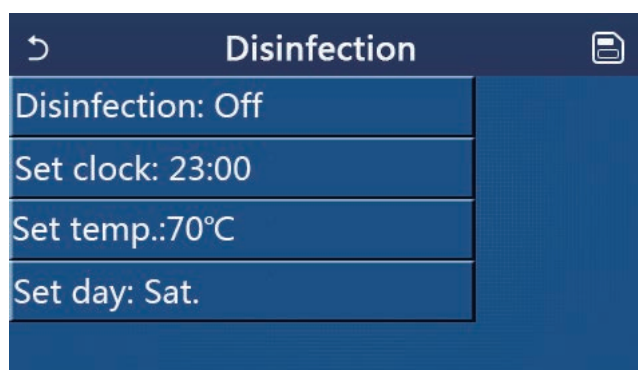 Disinfection
Disinfection: Off
Set clock: 23:00
Set temp.:70℃
Set day: Sat.